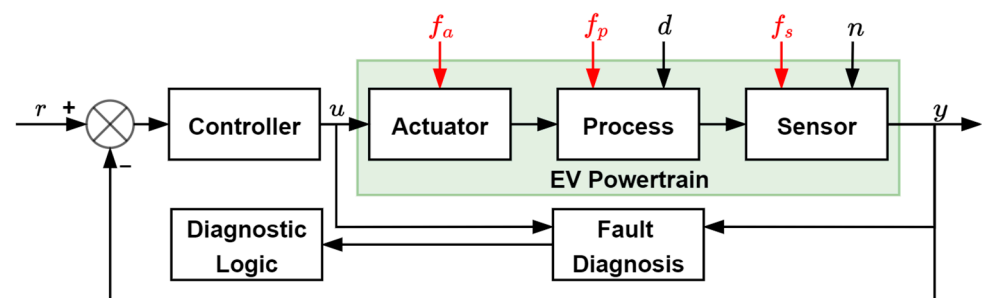 f_a f_p d f_s n
r + Controller u Actuator Process Sensor y
−
EV Powertrain
Diagnostic
Logic
Fault
Diagnosis